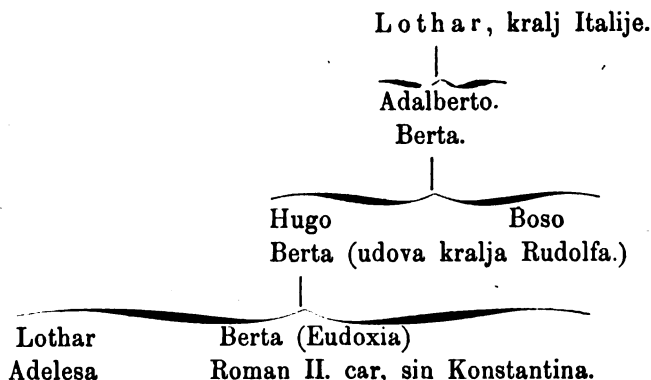 Lothar, kralj Italije.
Adalberto.
Berta.
Hugo Boso
Berta (udova kralja Rudolfa.)
Lothar Berta (Eudoxia)
Adelesa Roman II. car, sin Konstantina.